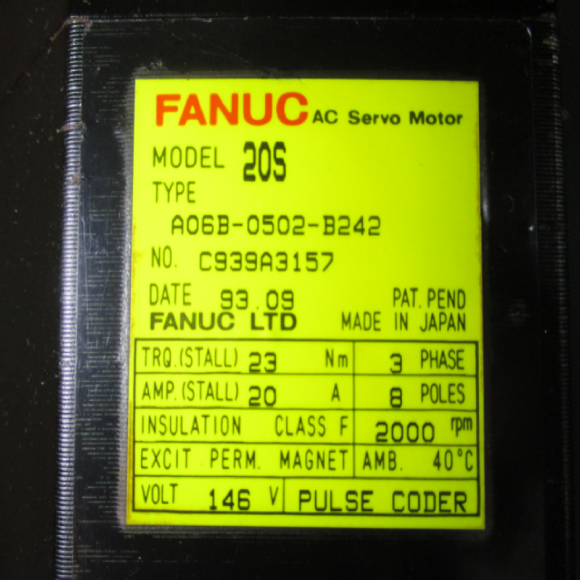 FANUC AC Servo Motor
MODEL 20S
TYPE
A06B-0502-B242
NO. C939A3157
DATE 93.09 PAT. PEND
FANUC LTD MADE IN JAPAN
TRQ.(STALL) 23 Nm 3 PHASE
AMP.(STALL) 20 A 8 POLES
INSULATION CLASS F 2000 rpm
EXCIT PERM. MAGNET AMB. 40°C
VOLT 146 V PULSE CODER